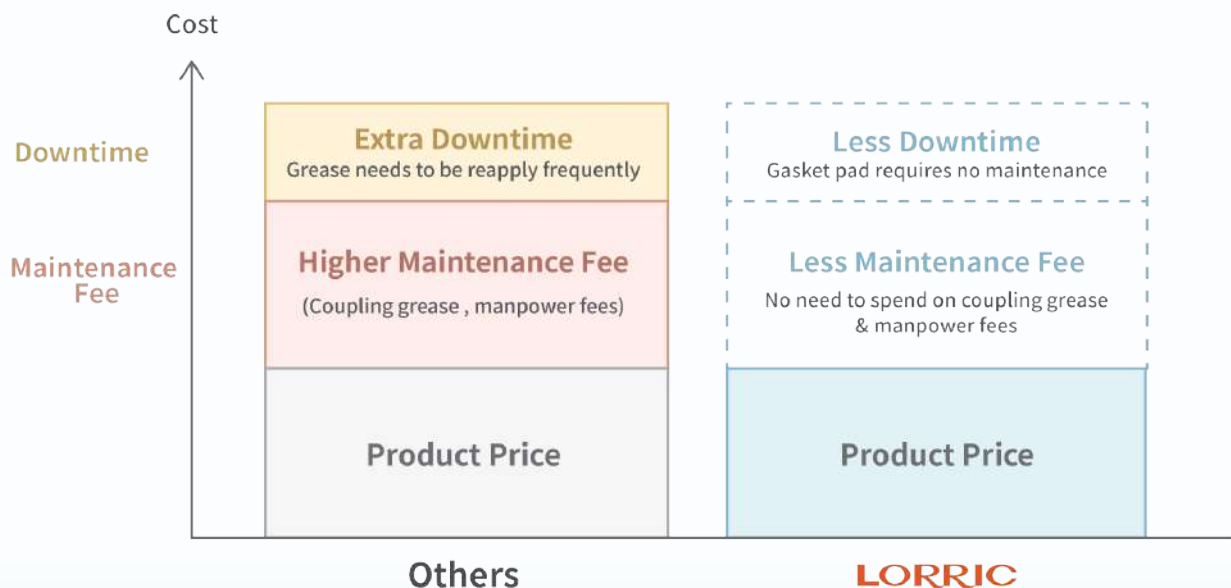 Cost
Downtime
Extra Downtime
Grease needs to be reapply frequently
Less Downtime
Gasket pad requires no maintenance
Maintenance
Fee
Higher Maintenance Fee
(Coupling grease , manpower fees)
Less Maintenance Fee
No need to spend on coupling grease
& manpower fees
Product Price
Product Price
Others
LORRIC